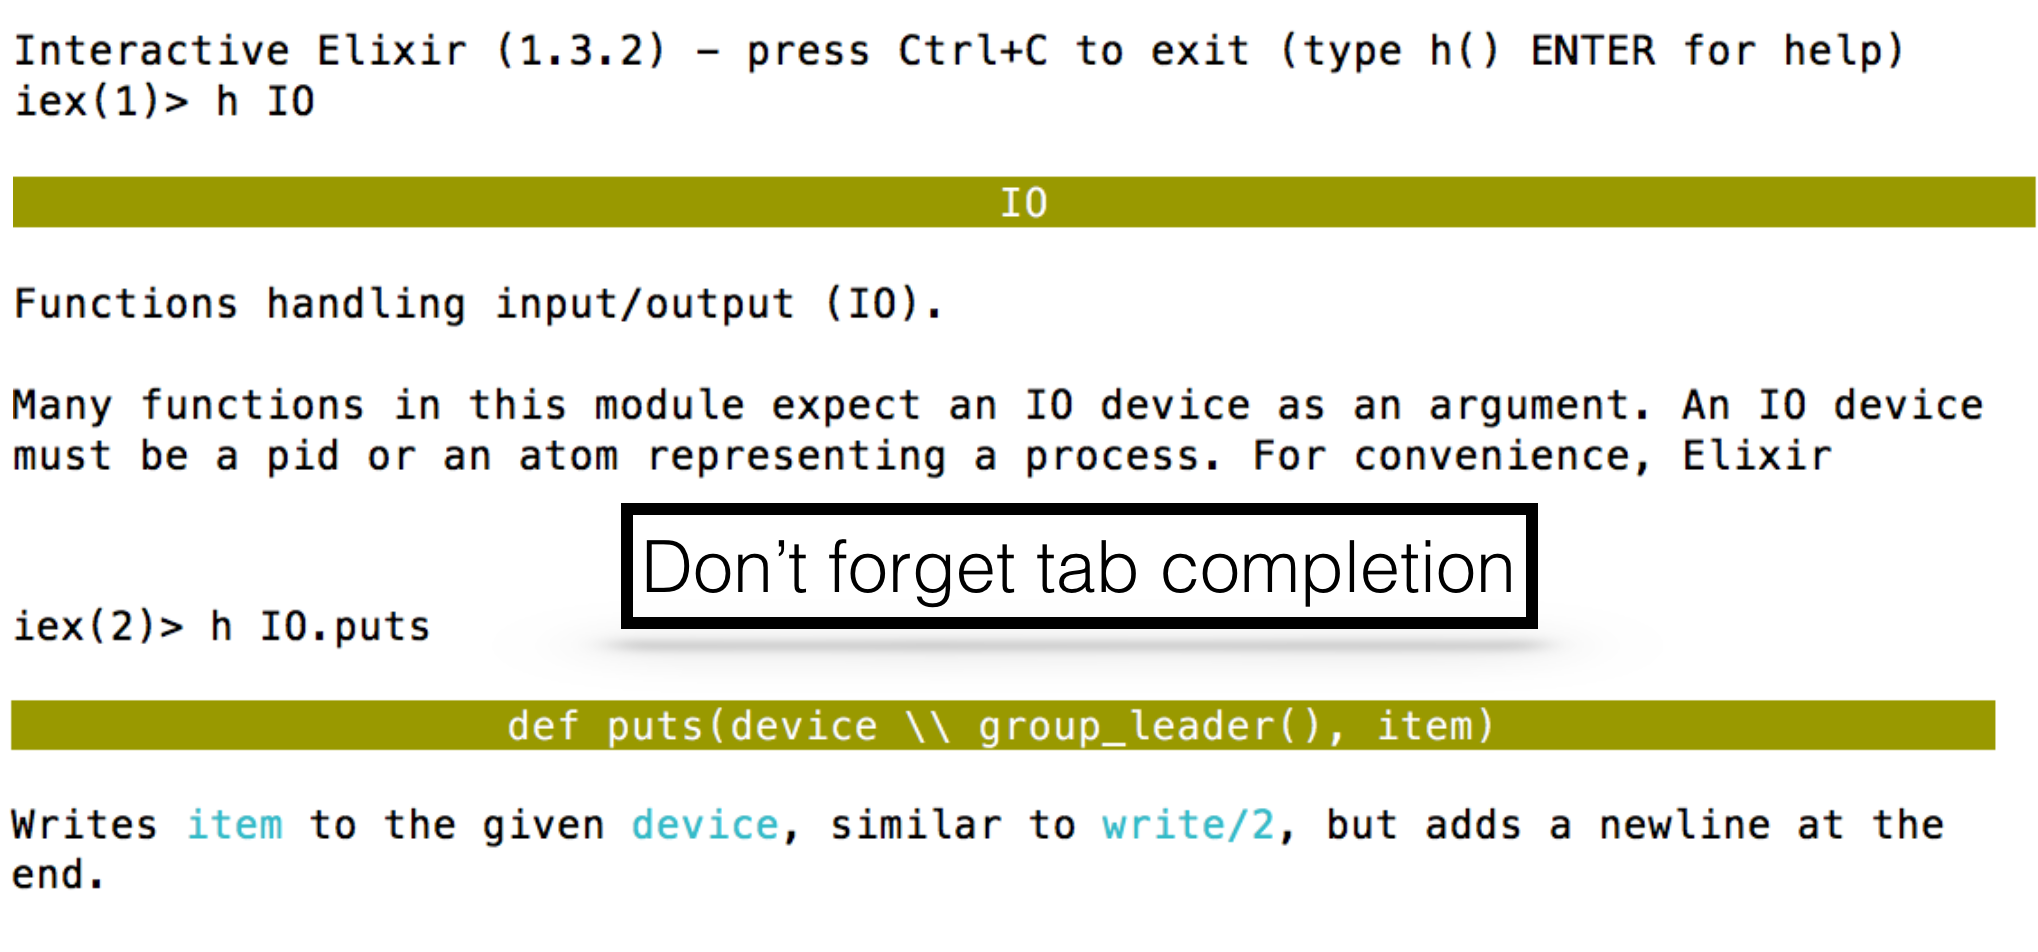 Interactive Elixir (1.3.2) – press Ctrl+C to exit (type h() ENTER for help)
iex(1)> h IO
IO
Functions handling input/output (IO).
Many functions in this module expect an IO device as an argument. An IO device
must be a pid or an atom representing a process. For convenience, Elixir
Don’t forget tab completion
iex(2)> h IO.puts
def puts(device \\ group_leader(), item)
Writes item to the given device, similar to write/2, but adds a newline at the
end.